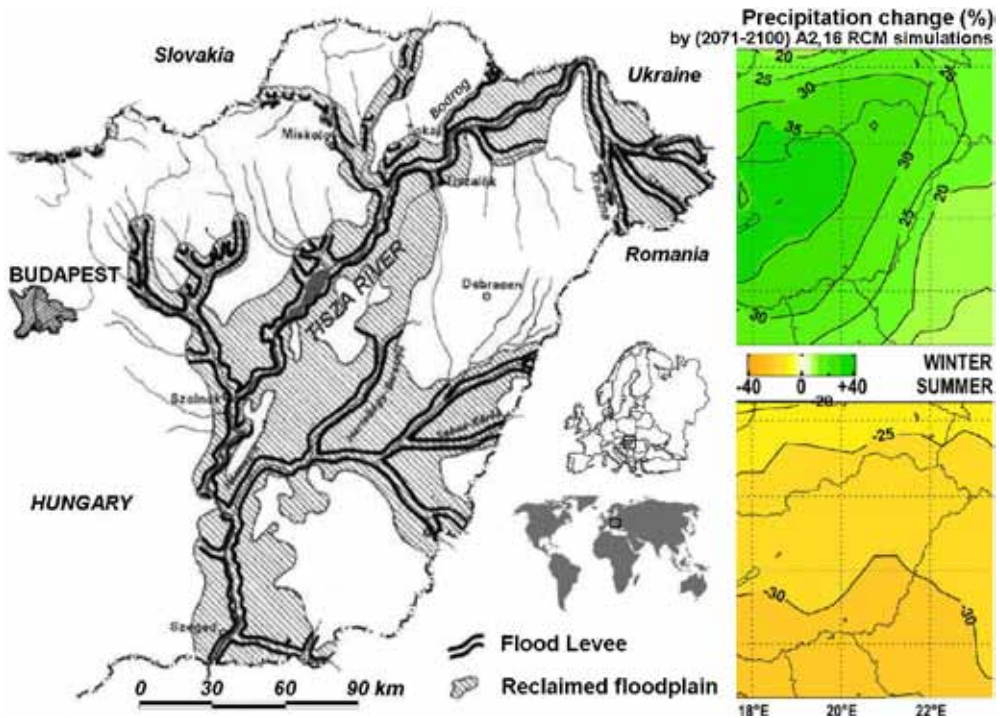 Slovakia
Ukraine
Bodrog
Miskolc
Romania
BUDAPEST
TISZA RIVER
Debrecen
Szolnok
HUNGARY
Szeged
Flood Levee
Reclaimed floodplain
0 30 60 90 km
Precipitation change (%)
by (2071-2100) A2,16 RCM simulations
20
25
30
35
30
25
20
30
-40 0 +40
WINTER
SUMMER
-20
-25
-30
-30
18°E 20°E 22°E